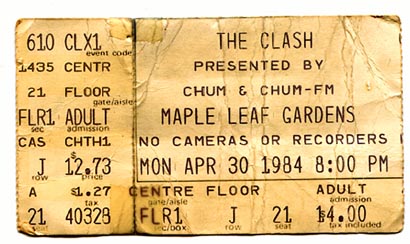 610 CLX1
event code
1435 CENTR
21 FLOOR
gate/aisle
FLR1 ADULT
sec admission
CAS CHTH1
J 12.73
row price
A $1.27
tax
21 40328
THE CLASH
PRESENTED BY
CHUM & CHUM-FM
MAPLE LEAF GARDENS
NO CAMERAS OR RECORDERS
MON APR 30 1984 8:00 PM
CENTRE FLOOR ADULT
gate/aisle admission
FLR1 J 21 $14.00
sec/box row seat tax included